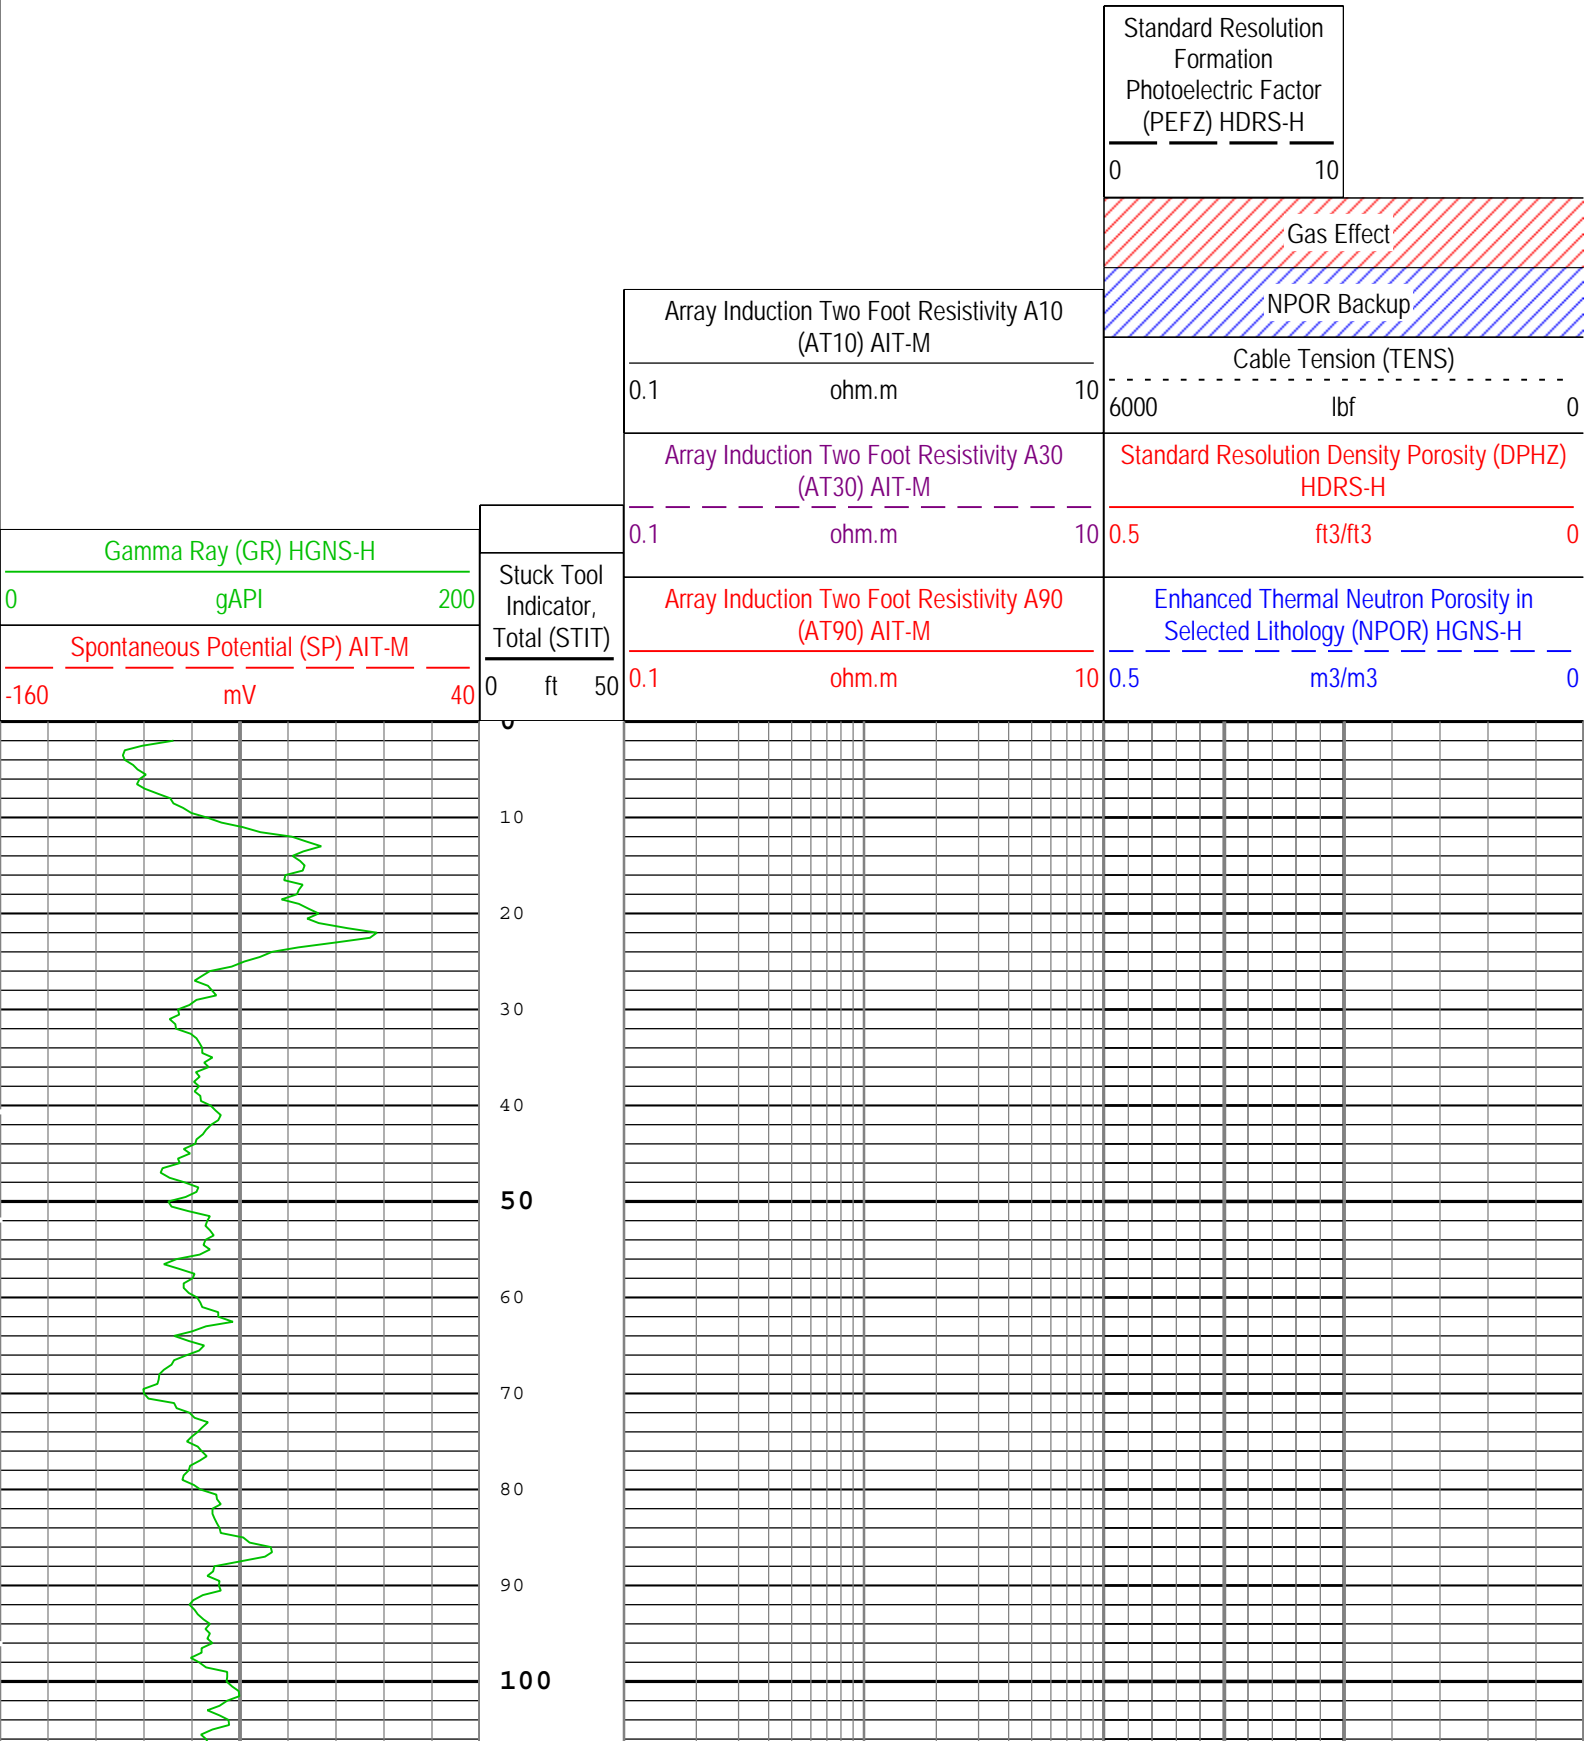 Standard Resolution
Formation
Photoelectric Factor
(PEFZ) HDRS-H
0 10
Gas Effect
NPOR Backup
Cable Tension (TENS)
6000 lbf 0
Array Induction Two Foot Resistivity A10
(AT10) AIT-M
0.1 ohm.m 10
Array Induction Two Foot Resistivity A30
(AT30) AIT-M
0.1 ohm.m 10
Array Induction Two Foot Resistivity A90
(AT90) AIT-M
0.1 ohm.m 10
Standard Resolution Density Porosity (DPHZ)
HDRS-H
0.5 ft3/ft3 0
Enhanced Thermal Neutron Porosity in
Selected Lithology (NPOR) HGNS-H
0.5 m3/m3 0
Gamma Ray (GR) HGNS-H
0 gAPI 200
Spontaneous Potential (SP) AIT-M
-160 mV 40
Stuck Tool
Indicator,
Total (STIT)
0 ft 50
0
10
20
30
40
50
60
70
80
90
100